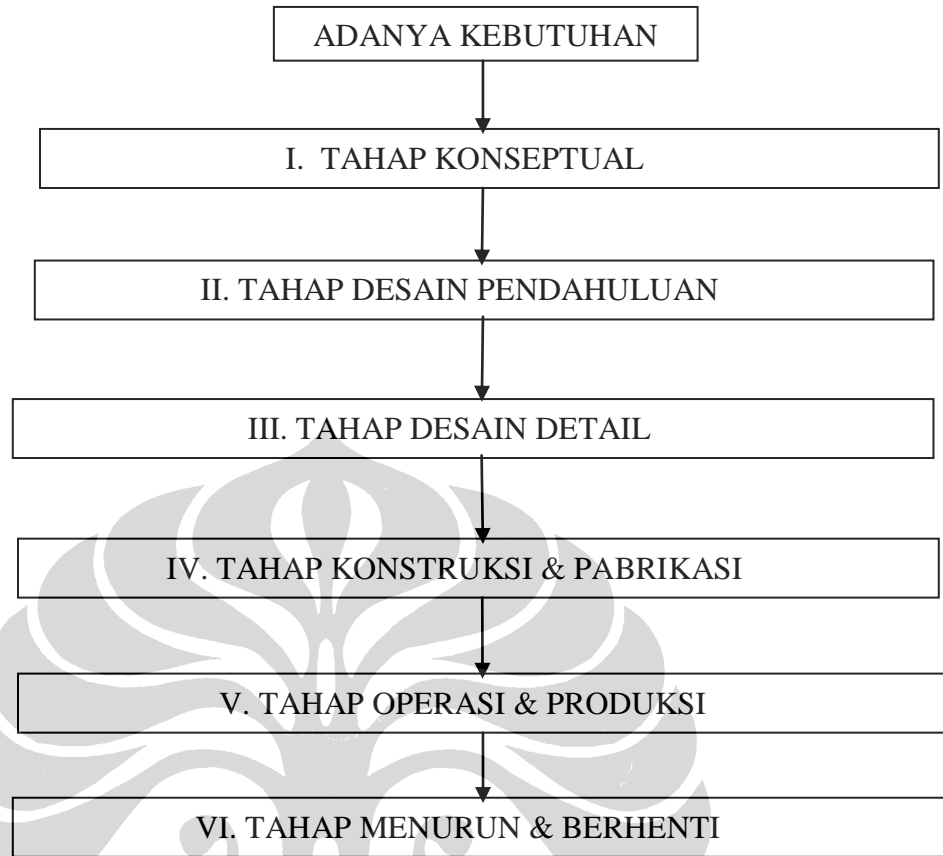 ADANYA KEBUTUHAN
I. TAHAP KONSEPTUAL
II. TAHAP DESAIN PENDAHULUAN
III. TAHAP DESAIN DETAIL
IV. TAHAP KONSTRUKSI & PABRIKASI
V. TAHAP OPERASI & PRODUKSI
VI. TAHAP MENURUN & BERHENTI